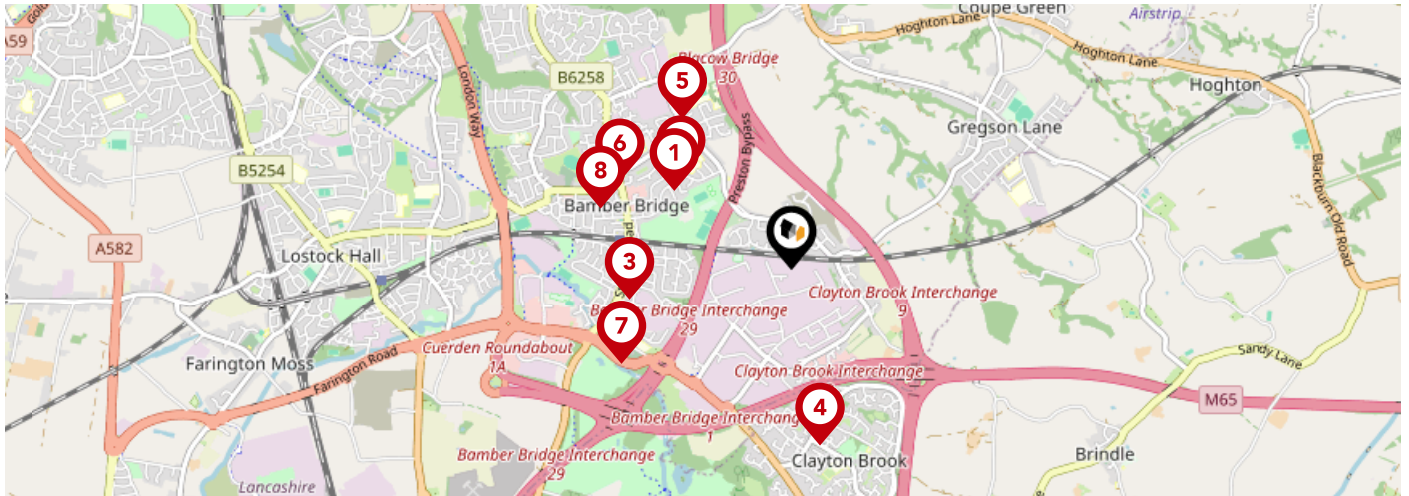 Coupe Green
Airstrip
A59
Hoghton Lane
Hoghton Lane
Blacow Bridge
30
B6258
5
Hoghton
London Way
Gregson Lane
6
1
Preston Bypass
8
B5254
Blackburn Old Road
Bamber Bridge
A582
Lostock Hall
3
Clayton Brook Interchange
9
Bamber Bridge Interchange
29
7
Cuerden Roundabout
1A
Farington Moss
Farington Road
Sandy Lane
Clayton Brook Interchange
M65
4
Bamber Bridge Interchang
1
Bamber Bridge Interchange
29
Clayton Brook
Brindle
Lancashire